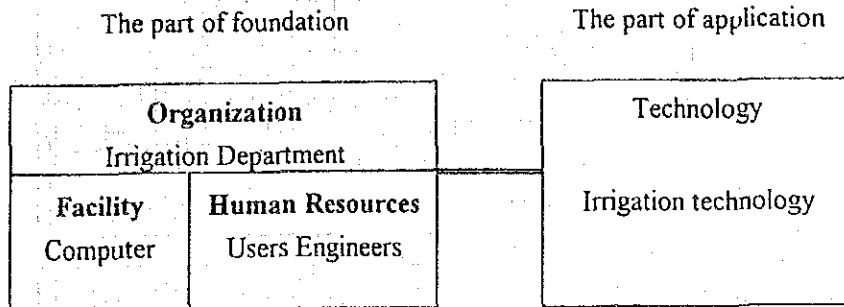 The part of foundation
The part of application
Organization
Irrigation Department
Facility
Computer
Human Resources
Users Engineers
Technology
Irrigation technology